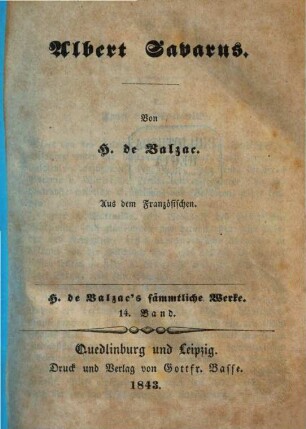 Albert Savarus.
Von
H. de Balzac.
Aus dem Französischen.
H. de Balzac's sämmtliche Werke.
14. Band.
Quedlinburg und Leipzig.
Druck und Verlag von Gottfr. Basse.
1843.